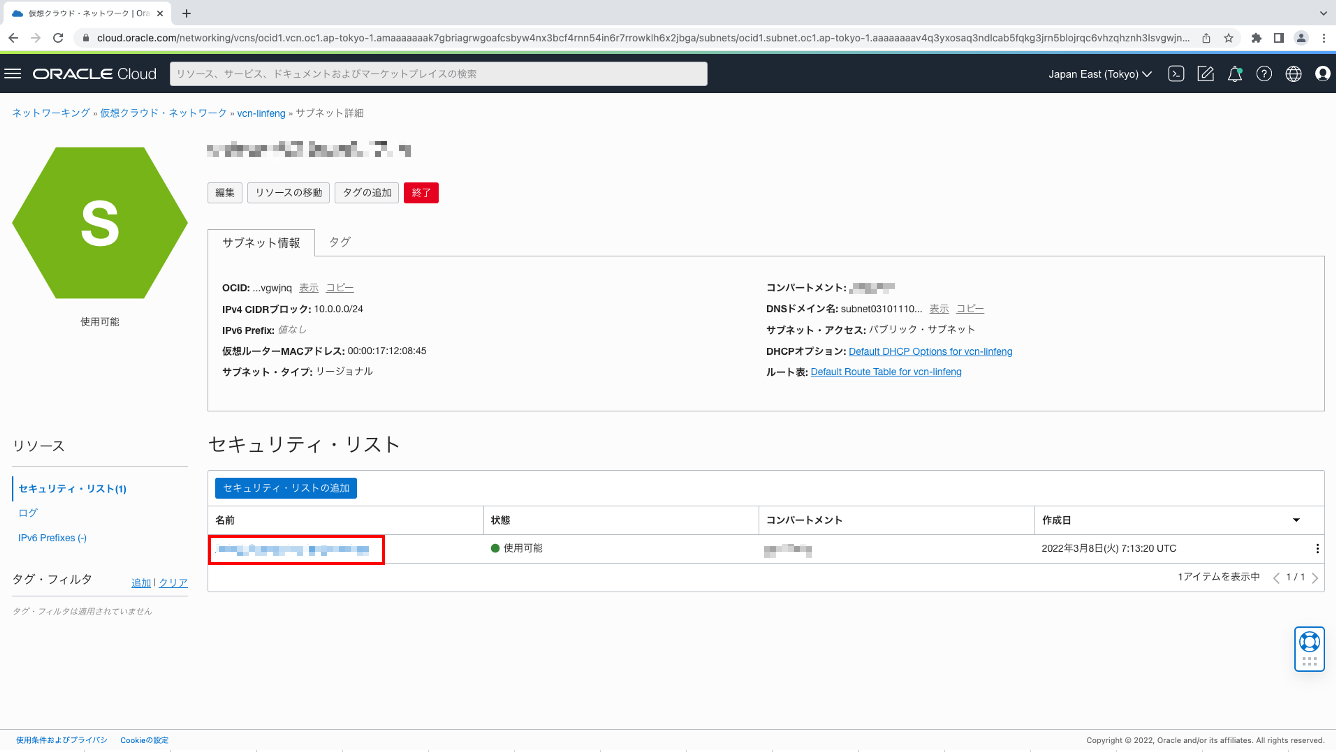 仮想クラウド・ネットワーク | Ora
cloud.oracle.com/networking/vcns/ocid1.vcn.oc1.ap-tokyo-1.amaaaaaaak7gbriagrwgoafcsbyw4nx3bcf4rnn54in6r7rrowklh6x2jbga/subnets/ocid1.subnet.oc1.ap-tokyo-1.aaaaaaaav4q3yxosaq3ndlcab5fqkg3jrn5blojrqc6vhzqhznh3lsvgwjn...
ORACLE Cloud
リソース、サービス、ドキュメントおよびマーケットプレイスの検索
Japan East (Tokyo)
ネットワーキング » 仮想クラウド・ネットワーク » vcn-linfeng » サブネット詳細
S
使用可能
編集 リソースの移動 タグの追加 終了
サブネット情報 タグ
OCID: ...vgwjnq 表示 コピー
IPv4 CIDRブロック: 10.0.0.0/24
IPv6 Prefix: 値なし
仮想ルーターMACアドレス: 00:00:17:12:08:45
サブネット・タイプ: リージョナル
コンパートメント:
DNSドメイン名: subnet03101110... 表示 コピー
サブネット・アクセス: パブリック・サブネット
DHCPオプション: Default DHCP Options for vcn-linfeng
ルート表: Default Route Table for vcn-linfeng
リソース
セキュリティ・リスト(1)
ログ
IPv6 Prefixes (-)
タグ・フィルタ 追加 | クリア
タグ・フィルタは適用されていません
セキュリティ・リスト
セキュリティ・リストの追加
名前 状態 コンパートメント 作成日
使用可能 2022年3月8日(火) 7:13:20 UTC
1アイテムを表示中 1 / 1
使用条件およびプライバシ Cookieの設定 Copyright © 2022, Oracle and/or its affiliates. All rights reserved.